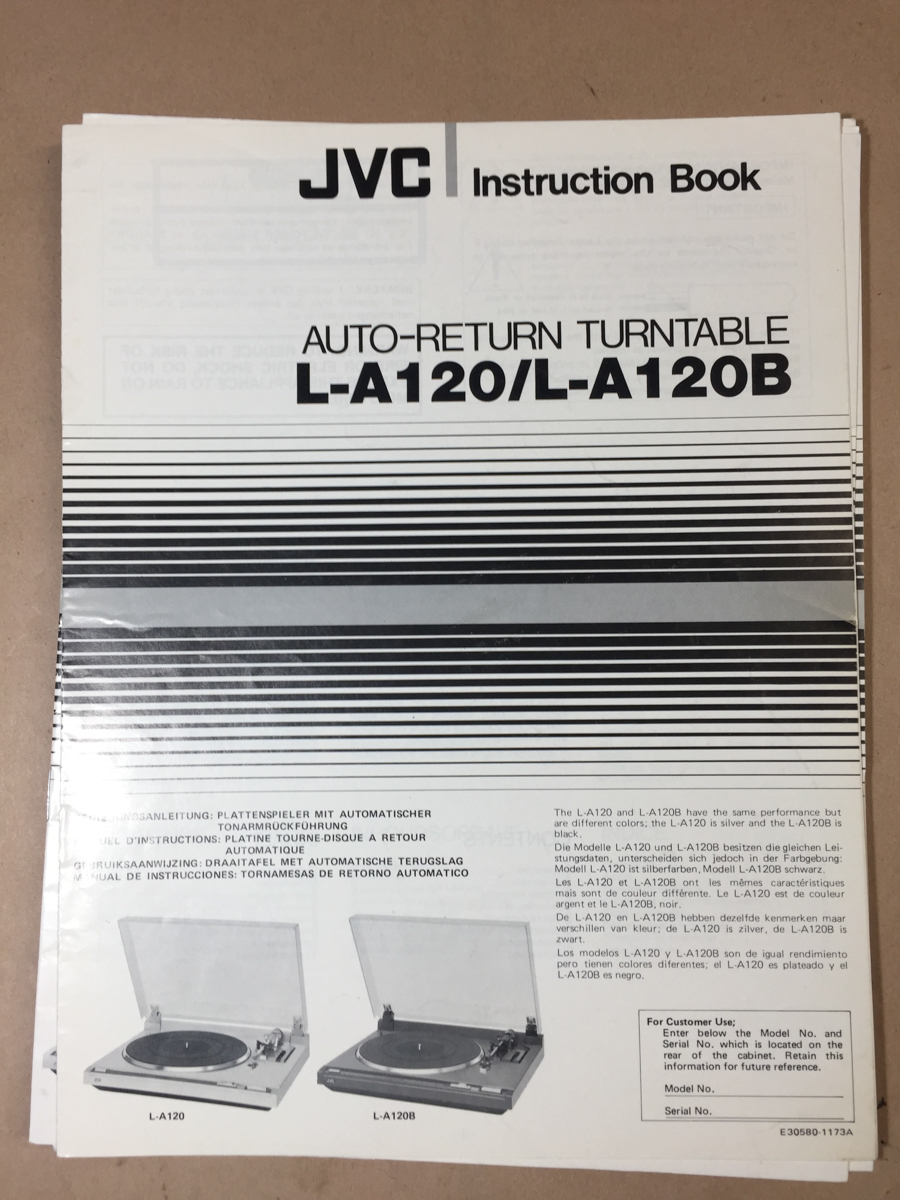 JVC Instruction Book
AUTO-RETURN TURNTABLE
L-A120/L-A120B
PLATTENSPIELER MIT AUTOMATISCHER
TONARMRÜCKFÜHRUNG
D'INSTRUCTIONS: PLATINE TOURNE-DISQUE A RETOUR
AUTOMATIQUE
DRAAITAFEL MET AUTOMATISCHE TERUGSLAG
DE INSTRUCCIONES: TORNAMESAS DE RETORNO AUTOMATICO
The L-A120 and L-A120B have the same performance but
are different colors; the L-A120 is silver and the L-A120B is
black.
Die Modelle L-A120 und L-A120B besitzen die gleichen Lei-
stungsdaten, unterscheiden sich jedoch in der Farbgebung:
Modell L-A120 ist silberfarben, Modell L-A120B schwarz.
Les L-A120 et L-A120B ont les mêmes caractéristiques
mais sont de couleur différente. Le L-A120 est de couleur
argent et le L-A120B, noir.
De L-A120 en L-A120B hebben dezelfde kenmerken maar
verschillen van kleur; de L-A120 is zilver, de L-A120B is
zwart.
Los modelos L-A120 y L-A120B son de igual rendimiento
pero tienen colores diferentes; el L-A120 es plateado y el
L-A120B es negro.
L-A120
L-A120B
For Customer Use;
Enter below the Model No. and
Serial No. which is located on the
rear of the cabinet. Retain this
information for future reference.
Model No.
Serial No.
E30580-1173A